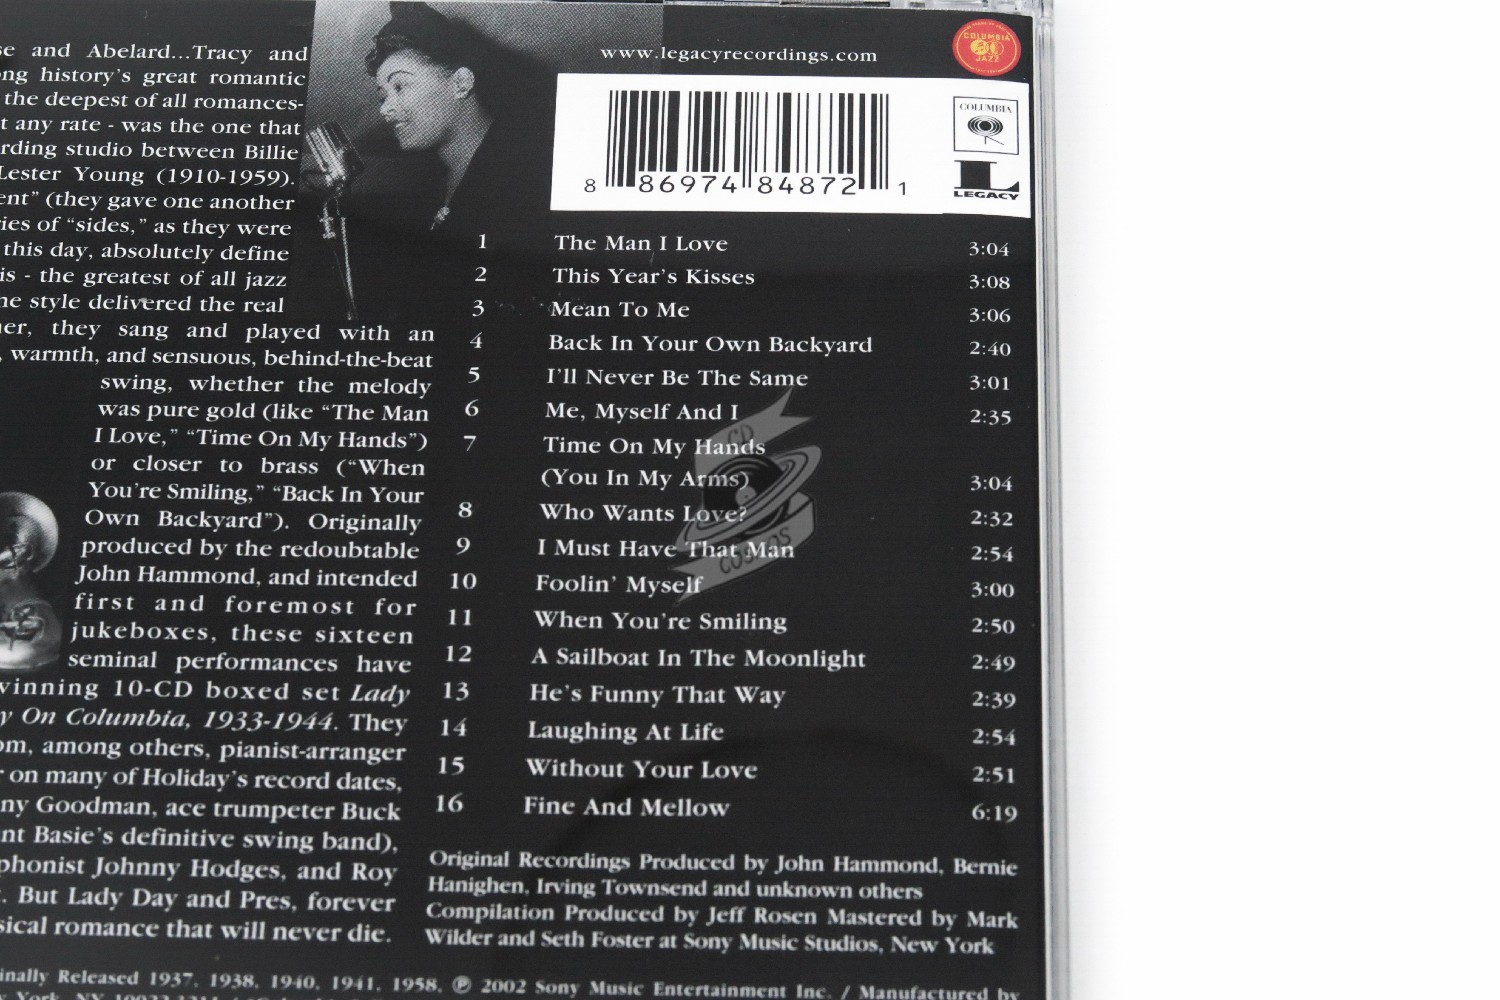 se and Abelard...Tracy and
ong history's great romantic
the deepest of all romances-
t any rate - was the one that
rding studio between Billie
Lester Young (1910-1959).
ent" (they gave one another
ries of "sides," as they were
this day, absolutely define
is - the greatest of all jazz
ne style delivered the real
her, they sang and played with an
, warmth, and sensuous, behind-the-beat
swing, whether the melody
was pure gold (like "The Man
I Love," "Time On My Hands")
or closer to brass ("When
You're Smiling," "Back In Your
Own Backyard"). Originally
produced by the redoubtable
John Hammond, and intended
first and foremost for
jukeboxes, these sixteen
seminal performances have
winning 10-CD boxed set Lady
y On Columbia, 1933-1944. They
om, among others, pianist-arranger
r on many of Holiday's record dates,
ny Goodman, ace trumpeter Buck
nt Basie's definitive swing band),
phonist Johnny Hodges, and Roy
. But Lady Day and Pres, forever
sical romance that will never die.
www.legacyrecordings.com
COLUMBIA
JAZZ
8 86974 84872 1
COLUMBIA
L
LEGACY
1 The Man I Love 3:04
2 This Year's Kisses 3:08
3 Mean To Me 3:06
4 Back In Your Own Backyard 2:40
5 I'll Never Be The Same 3:01
6 Me, Myself And I 2:35
7 Time On My Hands
(You In My Arms) 3:04
8 Who Wants Love? 2:32
9 I Must Have That Man 2:54
10 Foolin' Myself 3:00
11 When You're Smiling 2:50
12 A Sailboat In The Moonlight 2:49
13 He's Funny That Way 2:39
14 Laughing At Life 2:54
15 Without Your Love 2:51
16 Fine And Mellow 6:19
CD
COSMOS
Original Recordings Produced by John Hammond, Bernie
Hanighen, Irving Townsend and unknown others
Compilation Produced by Jeff Rosen Mastered by Mark
Wilder and Seth Foster at Sony Music Studios, New York
inally Released 1937, 1938, 1940, 1941, 1958, ℗ 2002 Sony Music Entertainment Inc. / Manufactured by